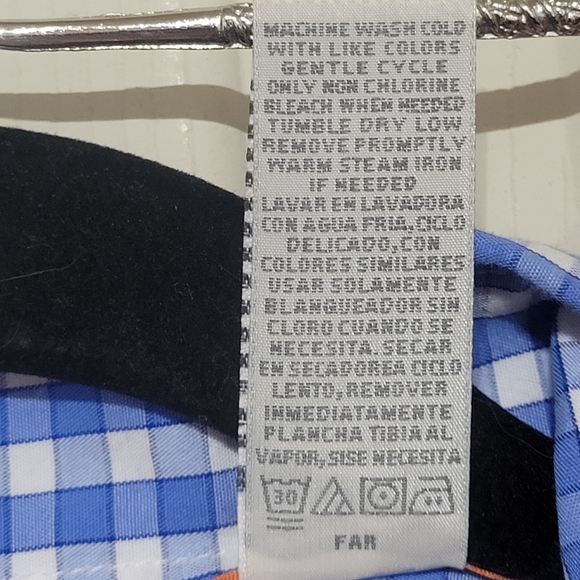 MACHINE WASH COLD
WITH LIKE COLORS
GENTLE CYCLE
ONLY NON CHLORINE
BLEACH WHEN NEEDED
TUMBLE DRY LOW
REMOVE PROMPTLY
WARM STEAM IRON
IF NEEDED
LAVAR EN LAVADORA
CON AGUA FRIA, CICLO
DELICADO, CON
COLORES SIMILARES
USAR SOLAMENTE
BLANQUEADOR SIN
CLORO CUANDO SE
NECESITA. SECAR
EN SECADOREA CICLO
LENTO, REMOVER
INMEDIATAMENTE
PLANCHA TIBIA AL
VAPOR, SISE NECESITA
30
FAR